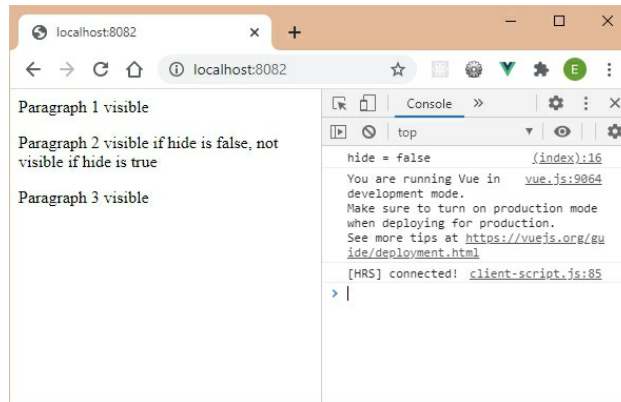 localhost:8082
localhost:8082
E
Paragraph 1 visible
Paragraph 2 visible if hide is false, not
visible if hide is true
Paragraph 3 visible
Console
top
hide = false (index):16
You are running Vue in vue.js:9064
development mode.
Make sure to turn on production mode
when deploying for production.
See more tips at https://vuejs.org/gu
ide/deployment.html
[HRS] connected! client-script.js:85